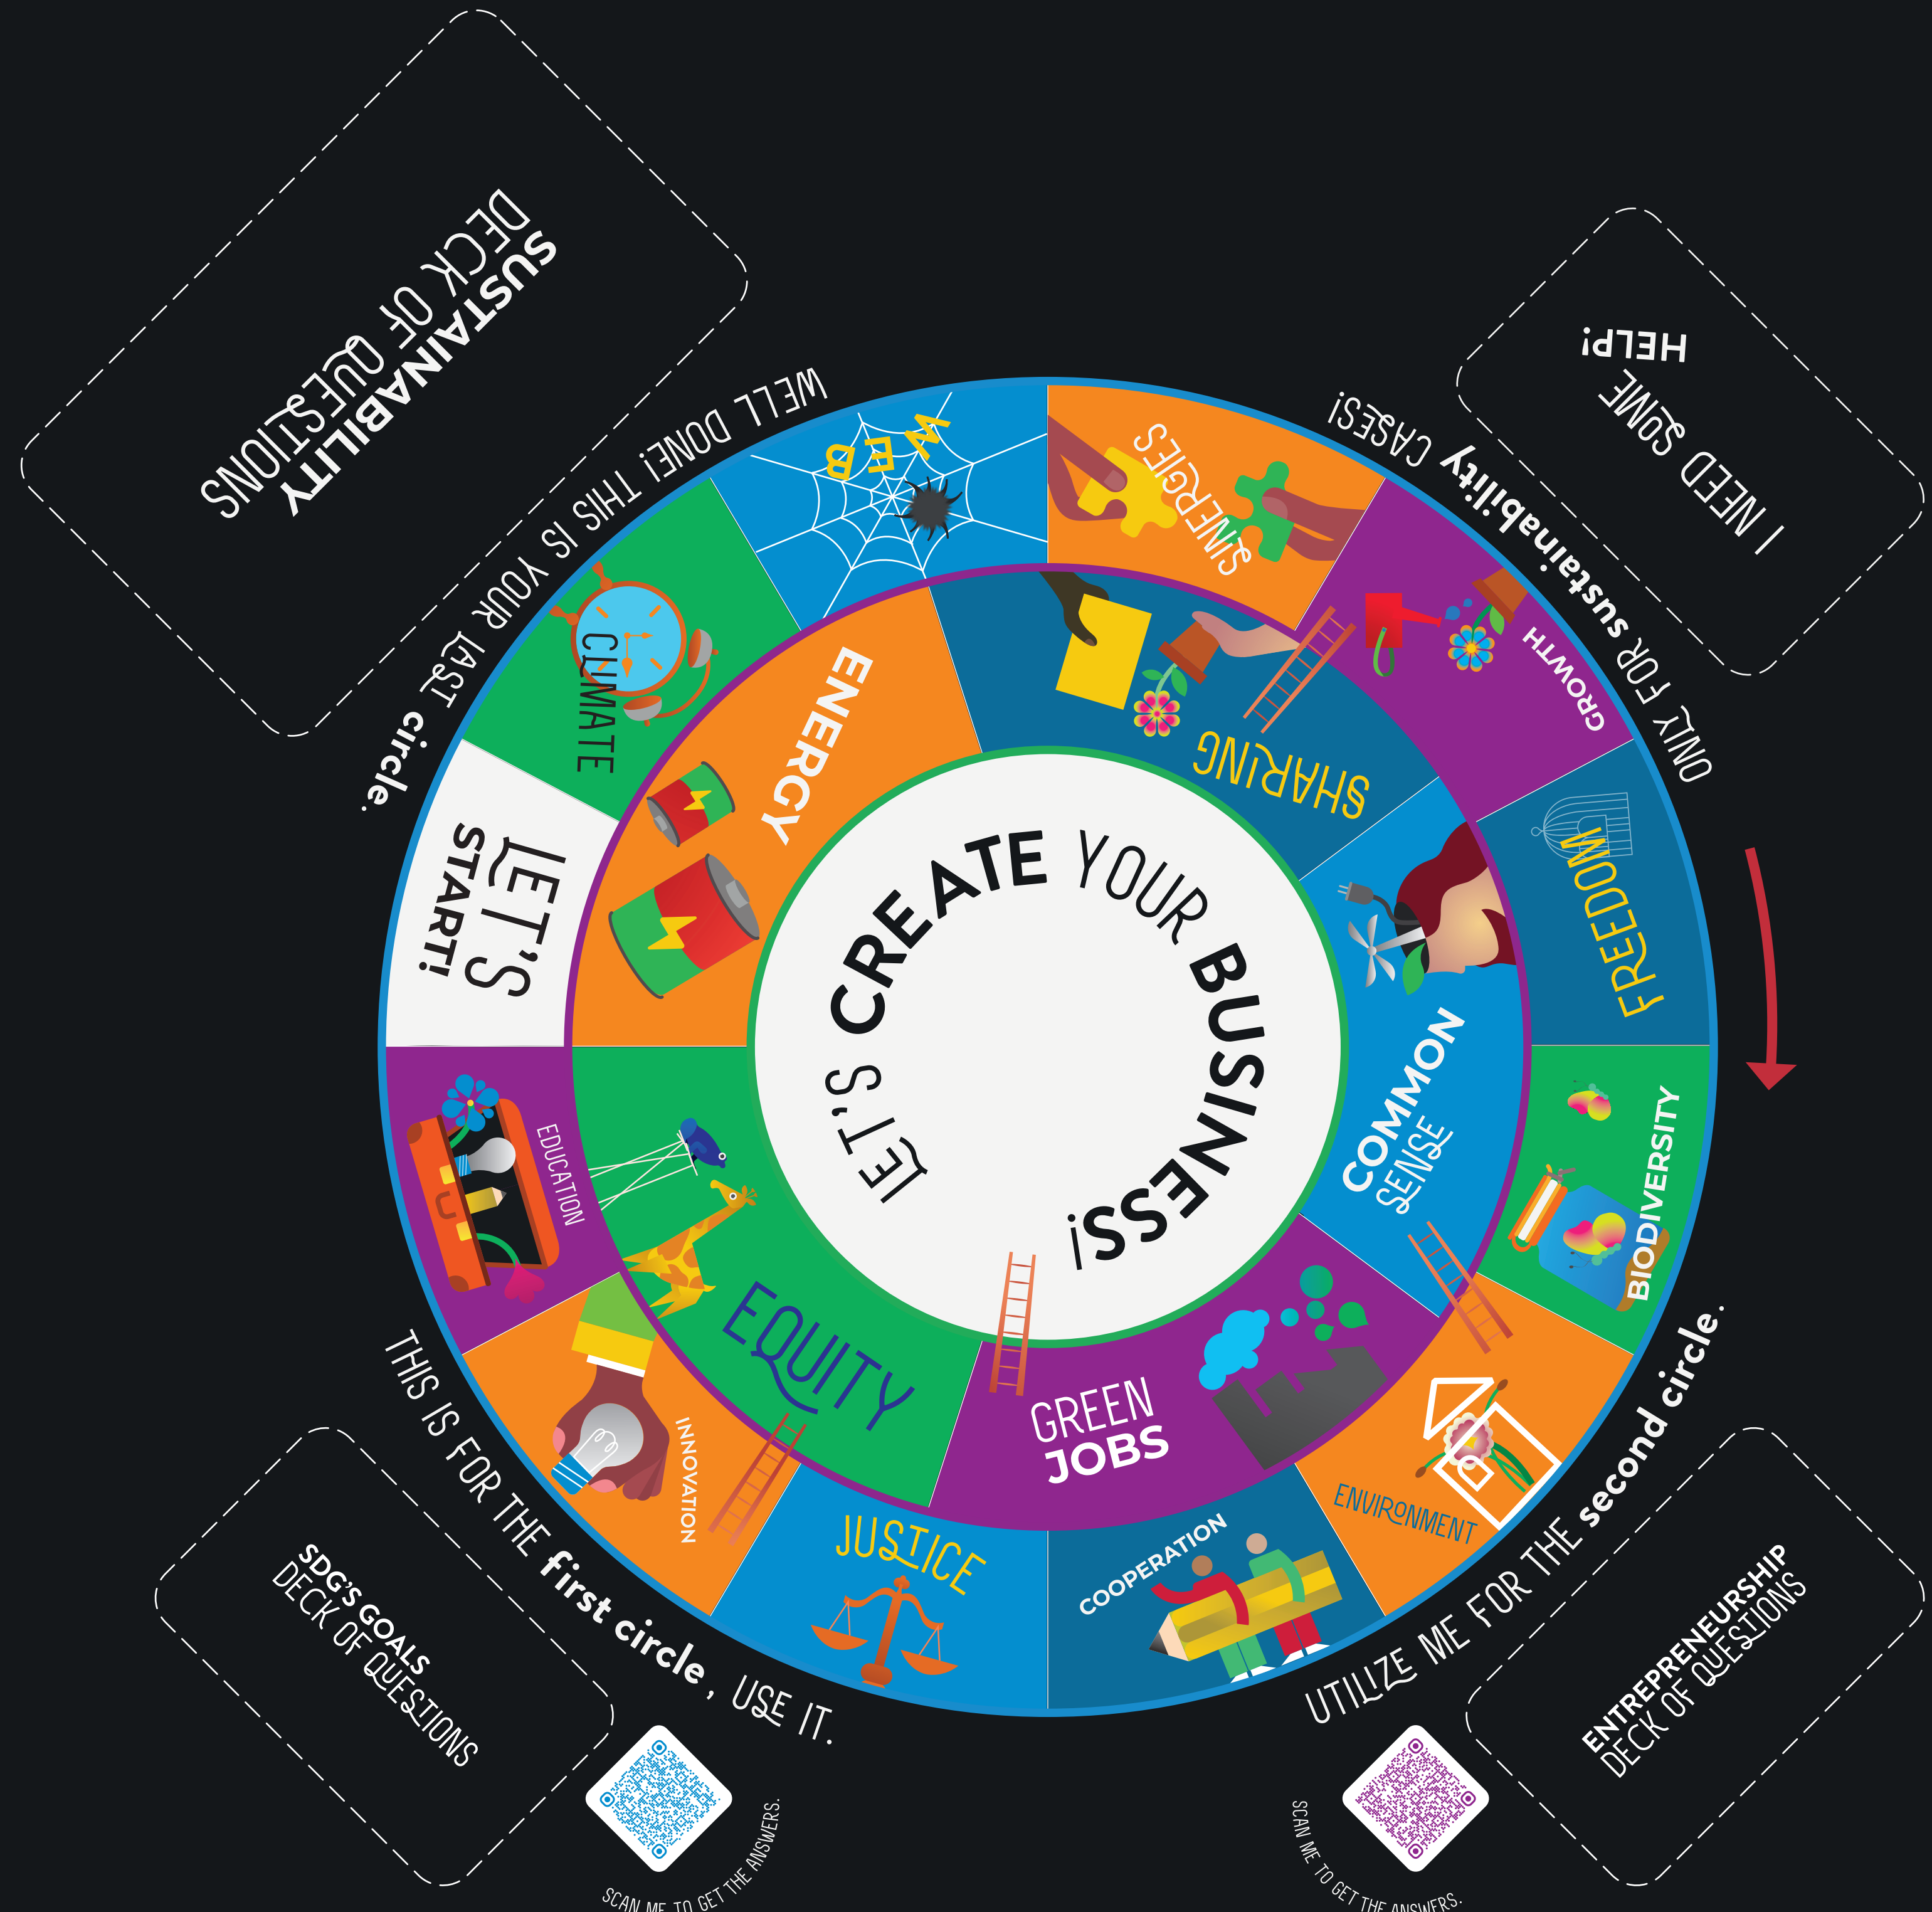 SUSTAINABILITY
DECK OF QUESTIONS
WELL DONE! THIS IS YOUR LAST circle.
I NEED SOME
HELP!
ONLY FOR sustainability CASES!
LET'S
START!
CLIMATE
WEB
SINERGIES
GROWTH
FREEDOM
BIODIVERSITY
ENVIRONMENT
COOPERATION
JUSTICE
INNOVATION
EDUCATION
ENERGY
SHARING
COMMON
SENSE
GREEN
JOBS
EQUITY
LET'S CREATE YOUR BUSINESS!
THIS IS FOR THE first circle, USE IT.
SDG'S GOALS
DECK OF QUESTIONS
SCAN ME TO GET THE ANSWERS.
UTILIZE ME FOR THE second circle.
ENTREPRENEURSHIP
DECK OF QUESTIONS
SCAN ME TO GET THE ANSWERS.